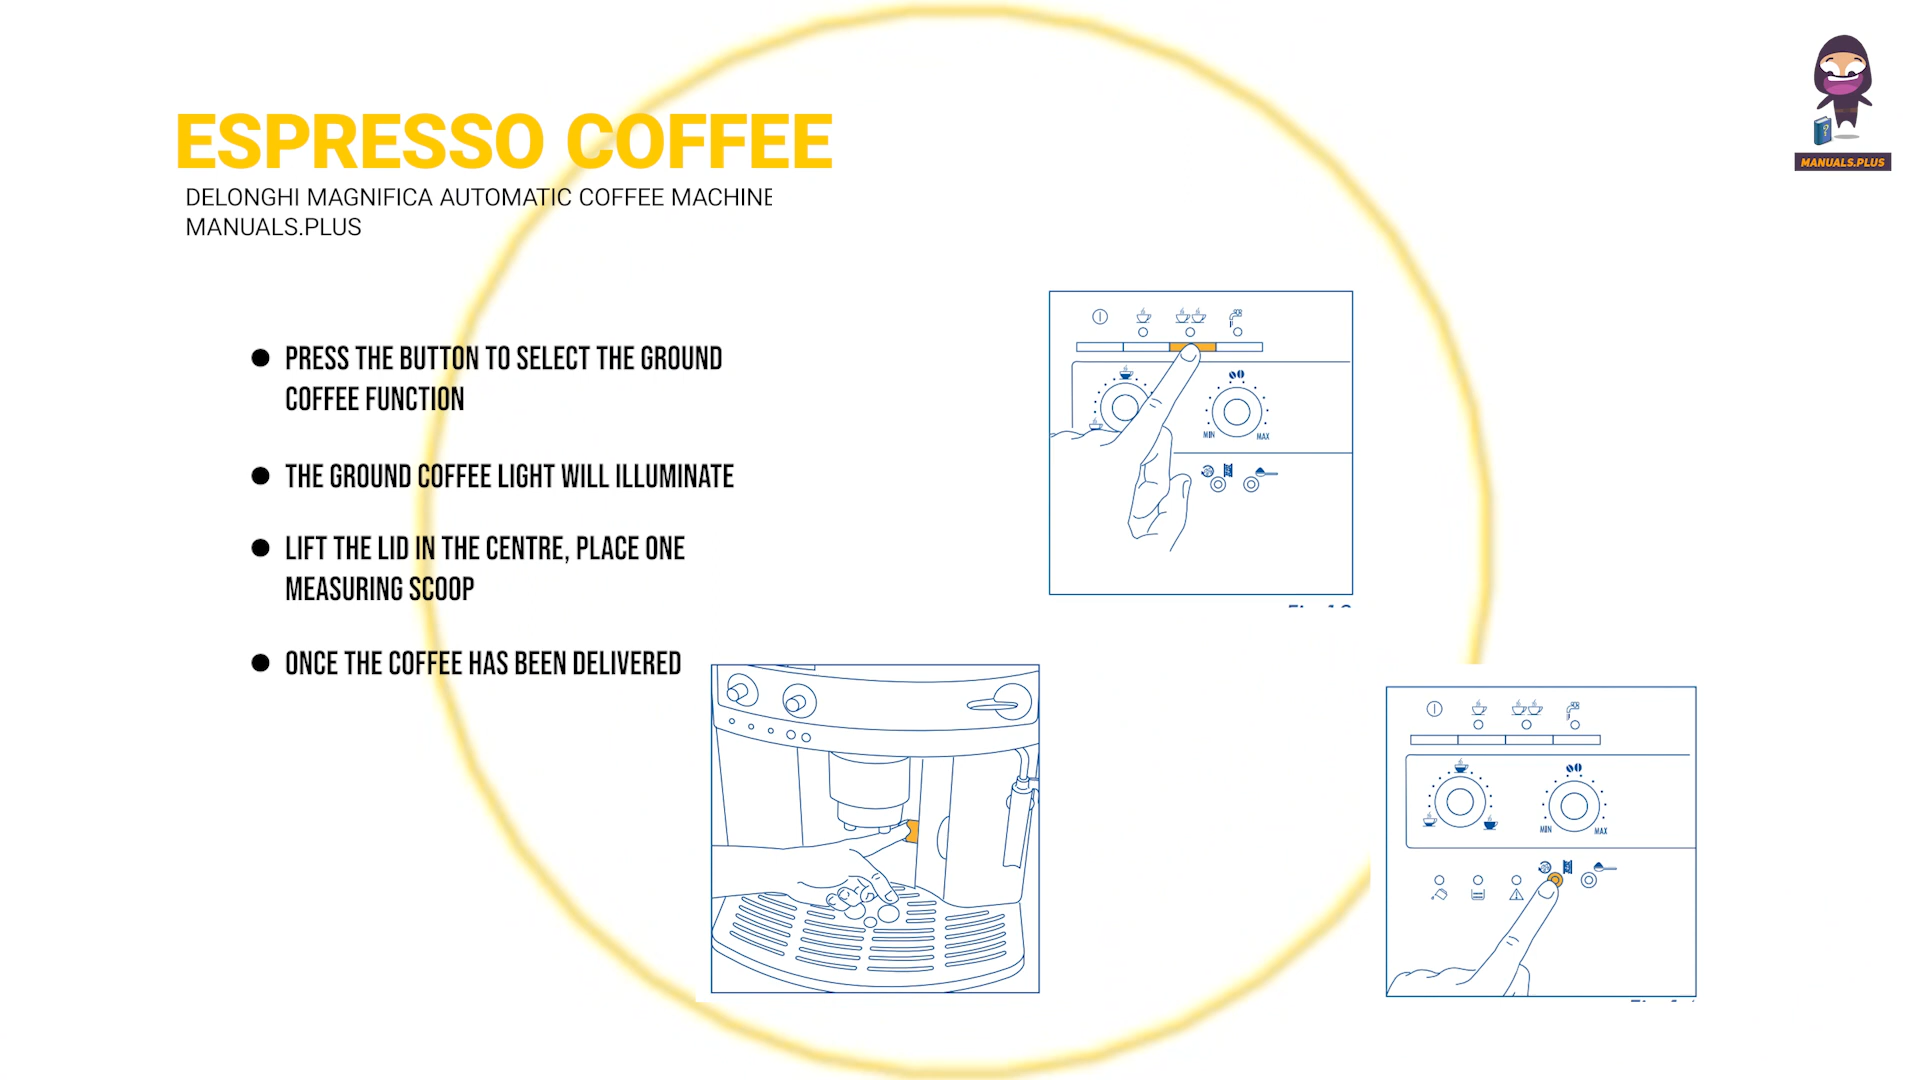 ESPRESSO COFFEE
DELONGHI MAGNIFICA AUTOMATIC COFFEE MACHINE
MANUALS.PLUS
MANUALS.PLUS
PRESS THE BUTTON TO SELECT THE GROUND
COFFEE FUNCTION
THE GROUND COFFEE LIGHT WILL ILLUMINATE
LIFT THE LID IN THE CENTRE, PLACE ONE
MEASURING SCOOP
ONCE THE COFFEE HAS BEEN DELIVERED
MIN MAX
MIN MAX